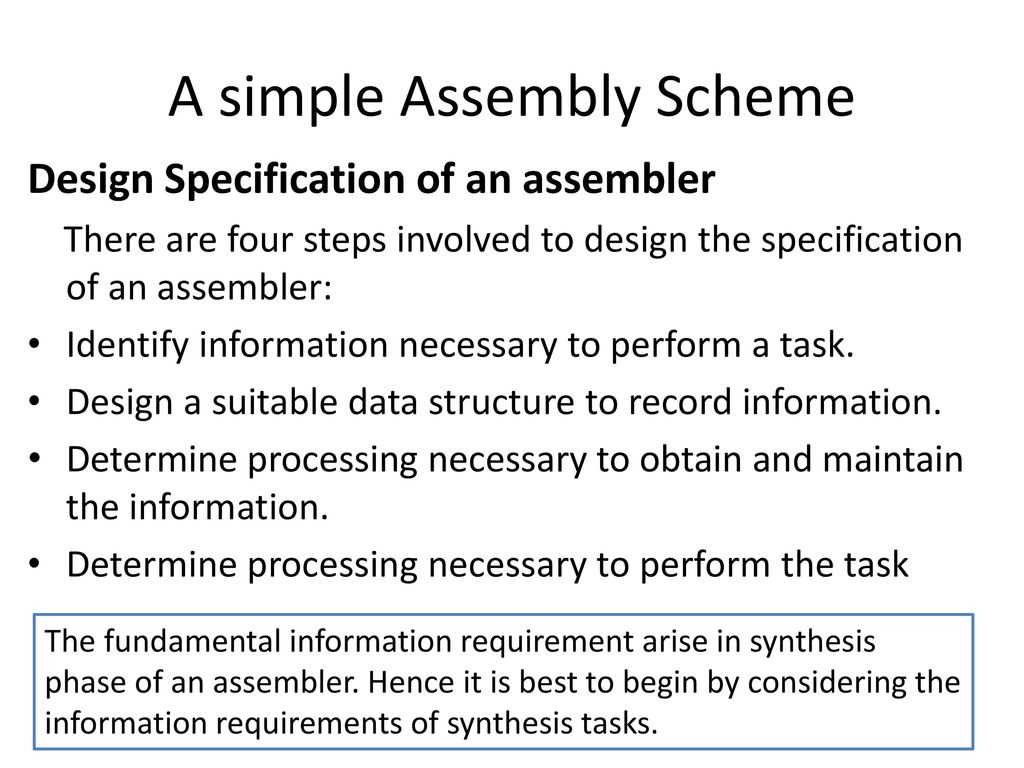 A simple Assembly Scheme
Design Specification of an assembler
There are four steps involved to design the specification
of an assembler:
• Identify information necessary to perform a task.
• Design a suitable data structure to record information.
• Determine processing necessary to obtain and maintain
the information.
• Determine processing necessary to perform the task
The fundamental information requirement arise in synthesis
phase of an assembler. Hence it is best to begin by considering the
information requirements of synthesis tasks.